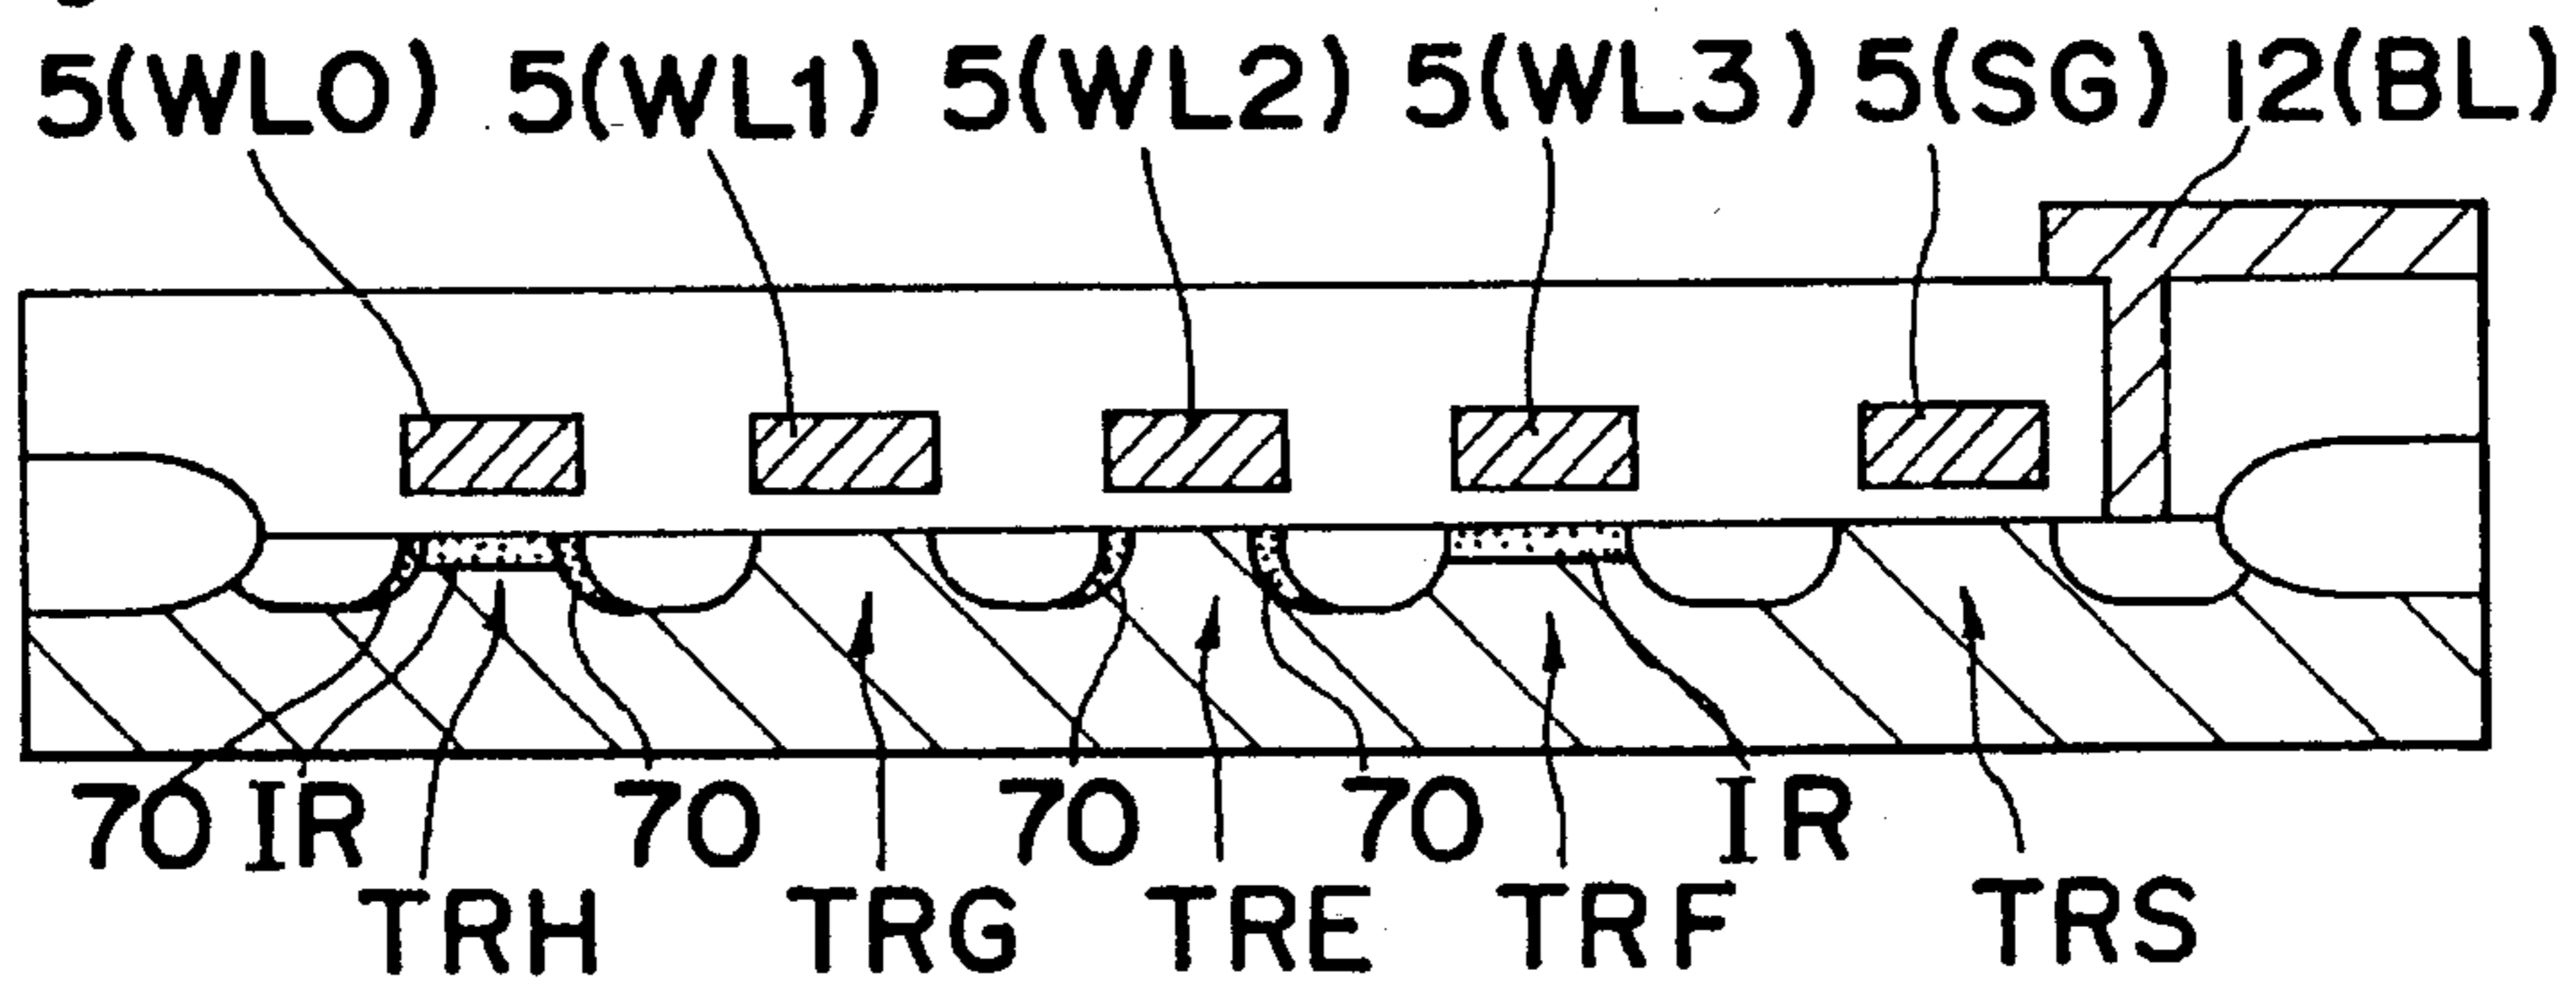 5(WL0) 5(WL1) 5(WL2) 5(WL3) 5(SG) 12(BL)
70 IR 70 70 70 IR
TRH TRG TRE TRF TRS